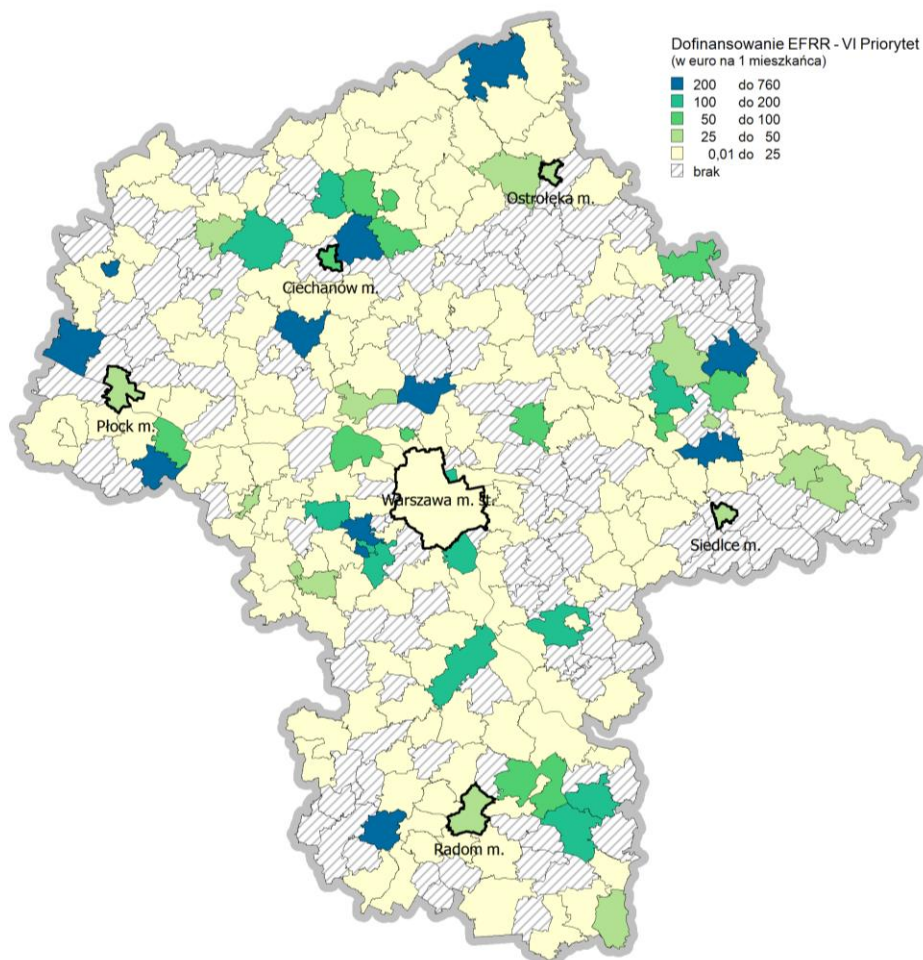 Dofinansowanie EFRR - VI Priorytet
(w euro na 1 mieszkańca)
200 do 760
100 do 200
50 do 100
25 do 50
0,01 do 25
brak
Ostrołęka m.
Ciechanów m.
Płock m.
Warszawa m. st.
Siedlce m.
Radom m.